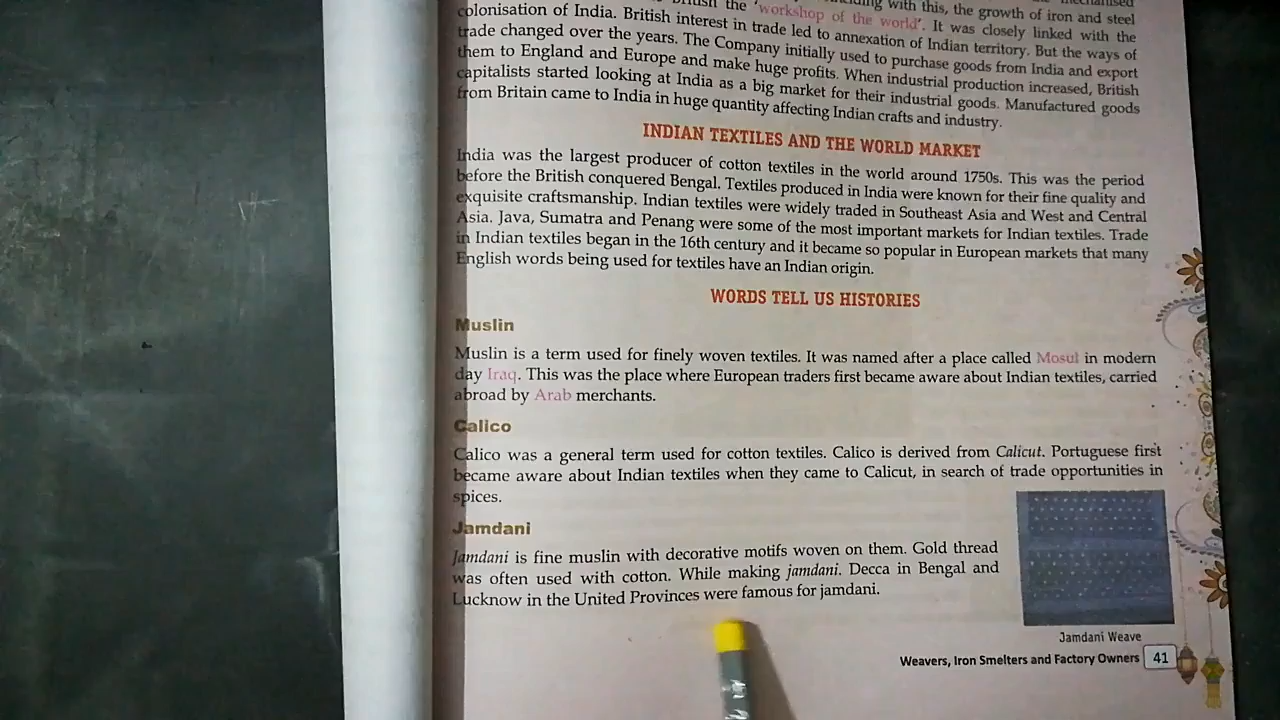 mechanised
British the 'workshop of the world'. It was closely linked with the
with this, the growth of iron and steel
colonisation of India. British interest in trade led to annexation of Indian territory. But the ways of
trade changed over the years. The Company initially used to purchase goods from India and export
them to England and Europe and make huge profits. When industrial production increased, British
capitalists started looking at India as a big market for their industrial goods. Manufactured goods
from Britain came to India in huge quantity affecting Indian crafts and industry.
INDIAN TEXTILES AND THE WORLD MARKET
India was the largest producer of cotton textiles in the world around 1750s. This was the period
before the British conquered Bengal. Textiles produced in India were known for their fine quality and
exquisite craftsmanship. Indian textiles were widely traded in Southeast Asia and West and Central
Asia. Java, Sumatra and Penang were some of the most important markets for Indian textiles. Trade
in Indian textiles began in the 16th century and it became so popular in European markets that many
English words being used for textiles have an Indian origin.
WORDS TELL US HISTORIES
Muslin
Muslin is a term used for finely woven textiles. It was named after a place called Mosul in modern
day Iraq. This was the place where European traders first became aware about Indian textiles, carried
abroad by Arab merchants.
Calico
Calico was a general term used for cotton textiles. Calico is derived from Calicut. Portuguese first
became aware about Indian textiles when they came to Calicut, in search of trade opportunities in
spices.
Jamdani
Jamdani is fine muslin with decorative motifs woven on them. Gold thread
was often used with cotton. While making jamdani. Decca in Bengal and
Lucknow in the United Provinces were famous for jamdani.
Jamdani Weave
Weavers, Iron Smelters and Factory Owners 41